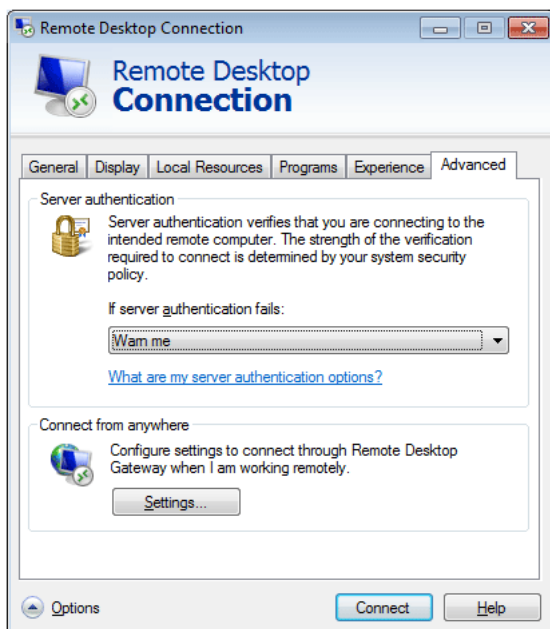 Remote Desktop Connection
Remote Desktop
Connection
General Display Local Resources Programs Experience Advanced
Server authentication
Server authentication verifies that you are connecting to the
intended remote computer. The strength of the verification
required to connect is determined by your system security
policy.
If server authentication fails:
Warn me
What are my server authentication options?
Connect from anywhere
Configure settings to connect through Remote Desktop
Gateway when I am working remotely.
Settings...
Options Connect Help